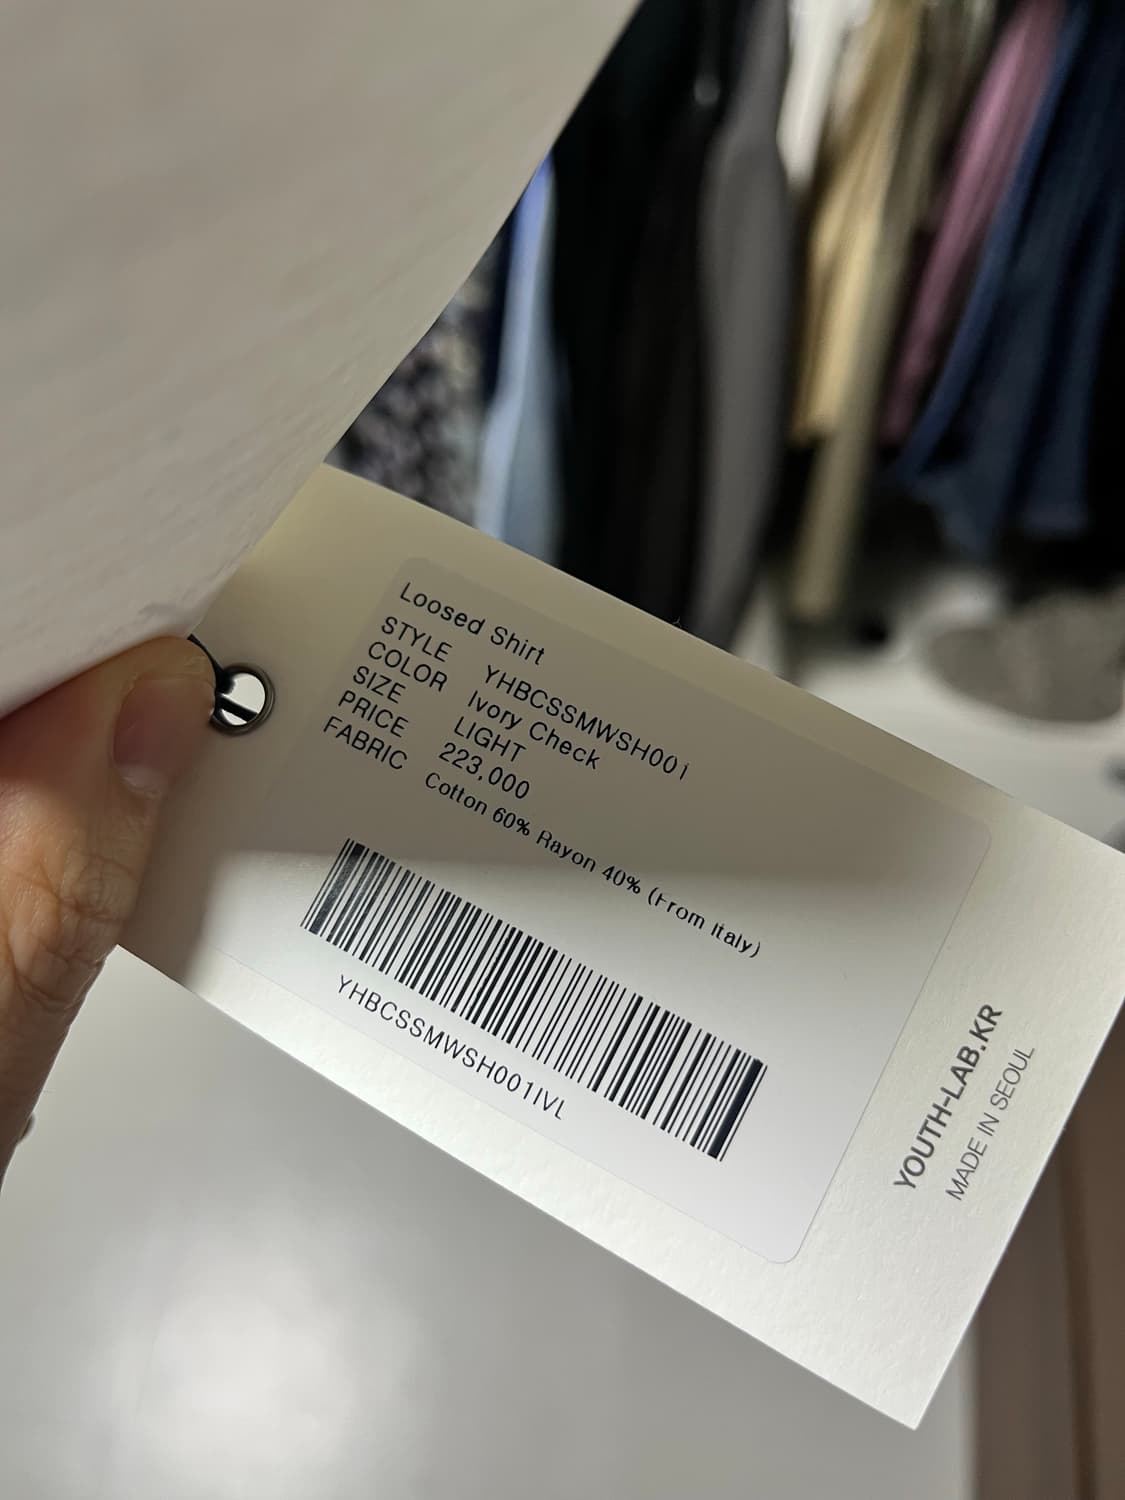 Loosed Shirt
STYLE YHBCSSMWSH001
COLOR Ivory Check
SIZE LIGHT
PRICE 223,000
FABRIC Cotton 60% Rayon 40% (From Italy)
YHBCSSMWSH001IVL
YOUTH-LAB.KR
MADE IN SEOUL